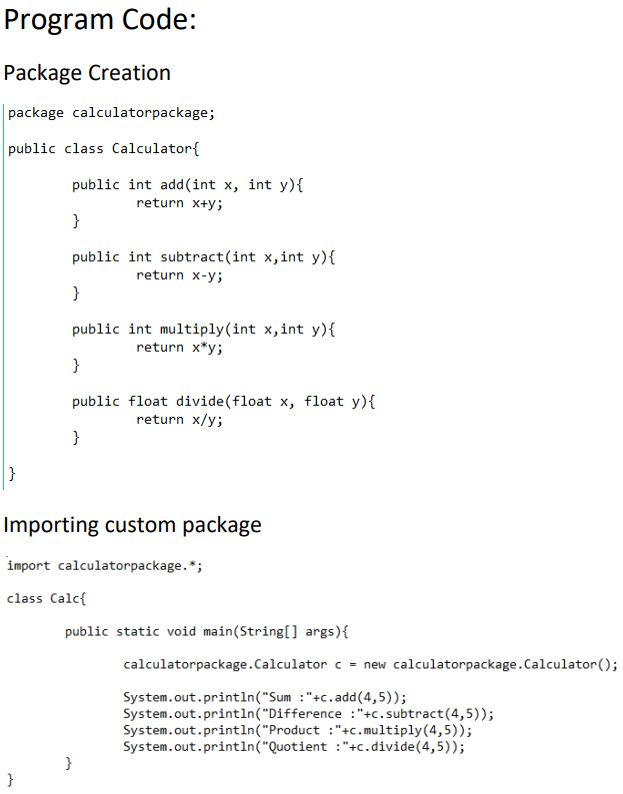 Program Code:
Package Creation
package calculatorpackage;
public class Calculator{
public int add(int x, int y){
return x+y;
}
public int subtract(int x,int y){
return x-y;
}
public int multiply(int x,int y){
return x*y;
}
public float divide(float x, float y){
return x/y;
}
}
Importing custom package
import calculatorpackage.*;
class Calc{
public static void main(String[] args){
calculatorpackage.Calculator c = new calculatorpackage.Calculator();
System.out.println("Sum :"+c.add(4,5));
System.out.println("Difference :"+c.subtract(4,5));
System.out.println("Product :"+c.multiply(4,5));
System.out.println("Quotient :"+c.divide(4,5));
}
}